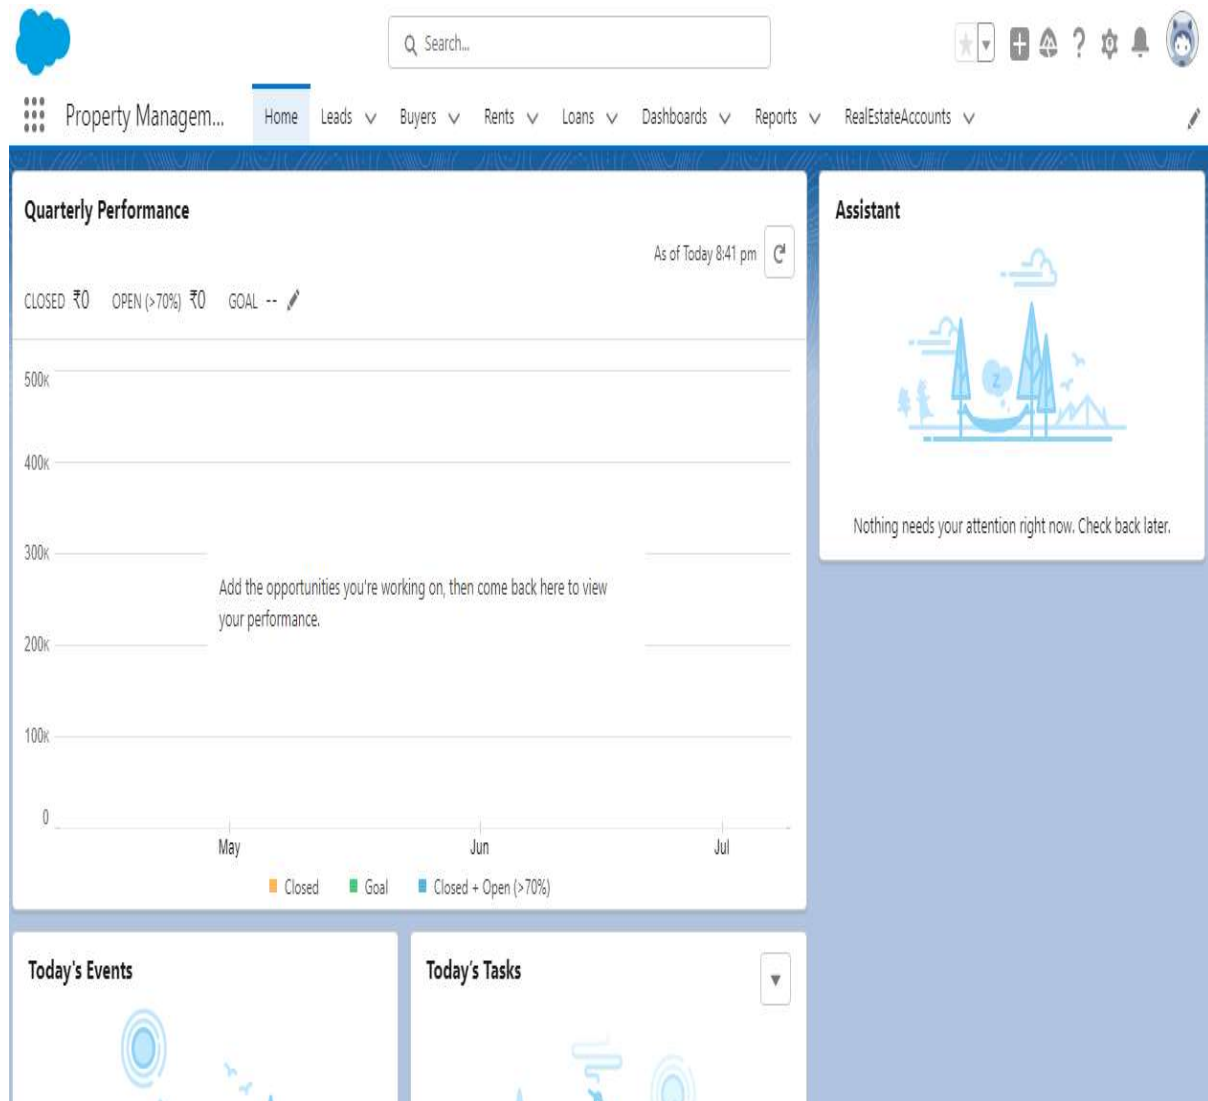 Search...
Property Managem...
Home
Leads
Buyers
Rents
Loans
Dashboards
Reports
RealEstateAccounts
Quarterly Performance
As of Today 8:41 pm
CLOSED ₹0 OPEN (>70%) ₹0 GOAL --
500K
400K
300K
200K
100K
0
Add the opportunities you're working on, then come back here to view
your performance.
May
Jun
Jul
Closed
Goal
Closed + Open (>70%)
Assistant
Z
Nothing needs your attention right now. Check back later.
Today's Events
Today's Tasks